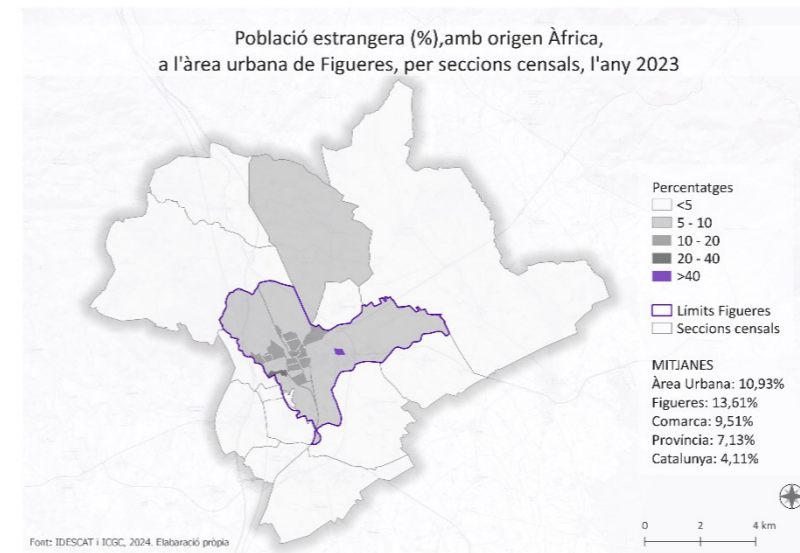 Població estrangera (%),amb origen Àfrica,
a l'àrea urbana de Figueres, per seccions censals, l'any 2023
Percentatges
<5
5 - 10
10 - 20
20 - 40
>40
Límits Figueres
Seccions censals
MITJANES
Àrea Urbana: 10,93%
Figueres: 13,61%
Comarca: 9,51%
Província: 7,13%
Catalunya: 4,11%
0 2 4 km
Font: IDESCAT i ICGC, 2024. Elabaració pròpia